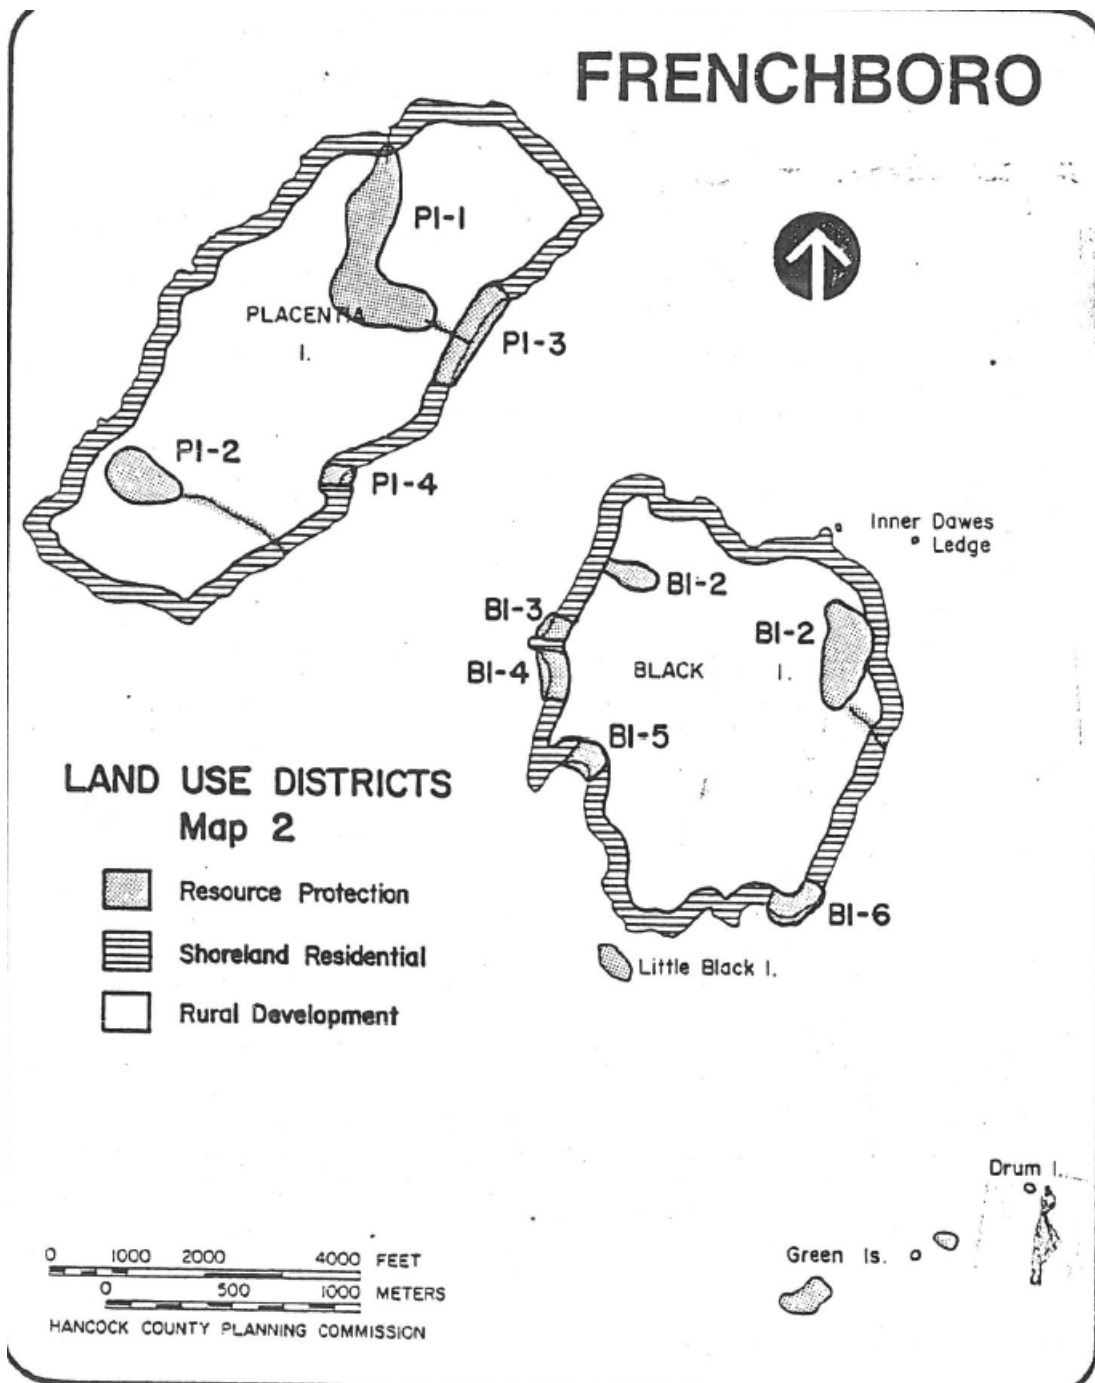 FRENCHBORO
PI-1
PLACENTIA
I.
PI-3
PI-2
PI-4
Inner Dawes
Ledge
BI-2
BI-3
BI-2
BI-4
BLACK I.
BI-5
LAND USE DISTRICTS
Map 2
Resource Protection
Shoreland Residential
Rural Development
BI-6
Little Black I.
Drum I.
Green Is.
0 1000 2000 4000 FEET
0 500 1000 METERS
HANCOCK COUNTY PLANNING COMMISSION